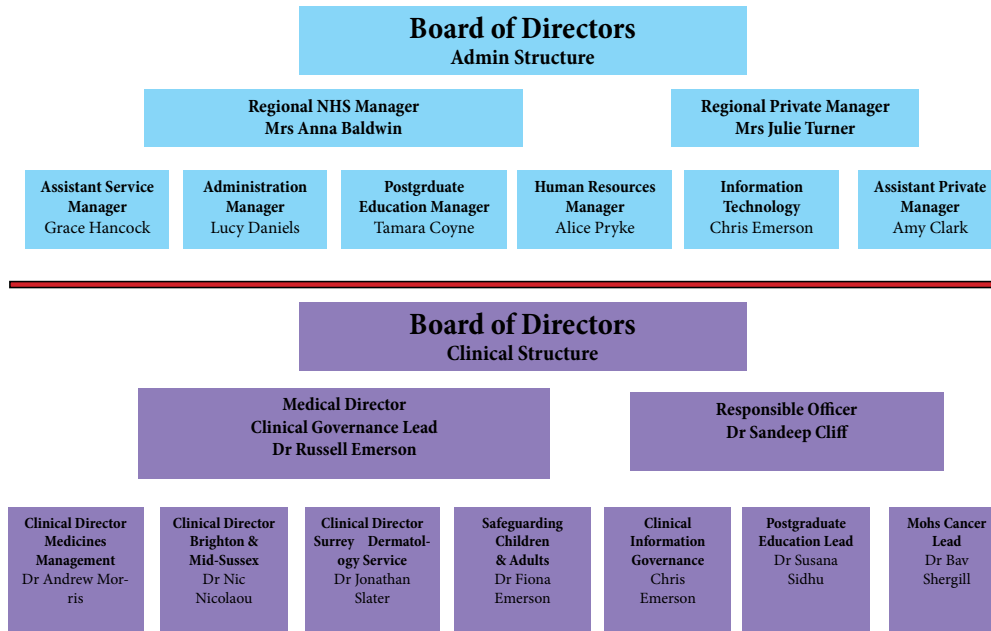 Board of Directors
Admin Structure
Regional NHS Manager
Mrs Anna Baldwin
Regional Private Manager
Mrs Julie Turner
Assistant Service
Manager
Grace Hancock
Administration
Manager
Lucy Daniels
Postgrduate
Education Manager
Tamara Coyne
Human Resources
Manager
Alice Pryke
Information
Technology
Chris Emerson
Assistant Private
Manager
Amy Clark
Board of Directors
Clinical Structure
Medical Director
Clinical Governance Lead
Dr Russell Emerson
Responsible Officer
Dr Sandeep Cliff
Clinical Director
Medicines
Management
Dr Andrew Mor-
ris
Clinical Director
Brighton &
Mid-Sussex
Dr Nic
Nicolaou
Clinical Director
Surrey Dermatol-
ogy Service
Dr Jonathan
Slater
Safeguarding
Children
& Adults
Dr Fiona
Emerson
Clinical
Information
Governance
Chris
Emerson
Postgraduate
Education Lead
Dr Susana
Sidhu
Mohs Cancer
Lead
Dr Bav
Shergill